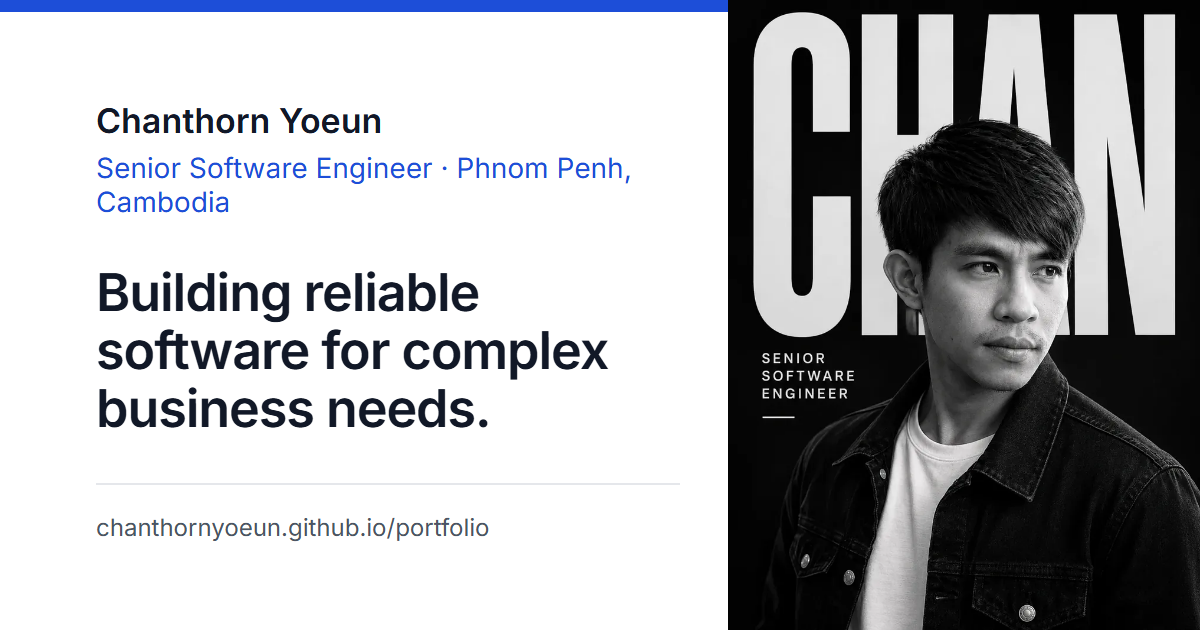 Chanthorn Yoeun
Senior Software Engineer · Phnom Penh,
Cambodia
Building reliable
software for complex
business needs.
chanthornyoeun.github.io/portfolio
CHAN
SENIOR
SOFTWARE
ENGINEER